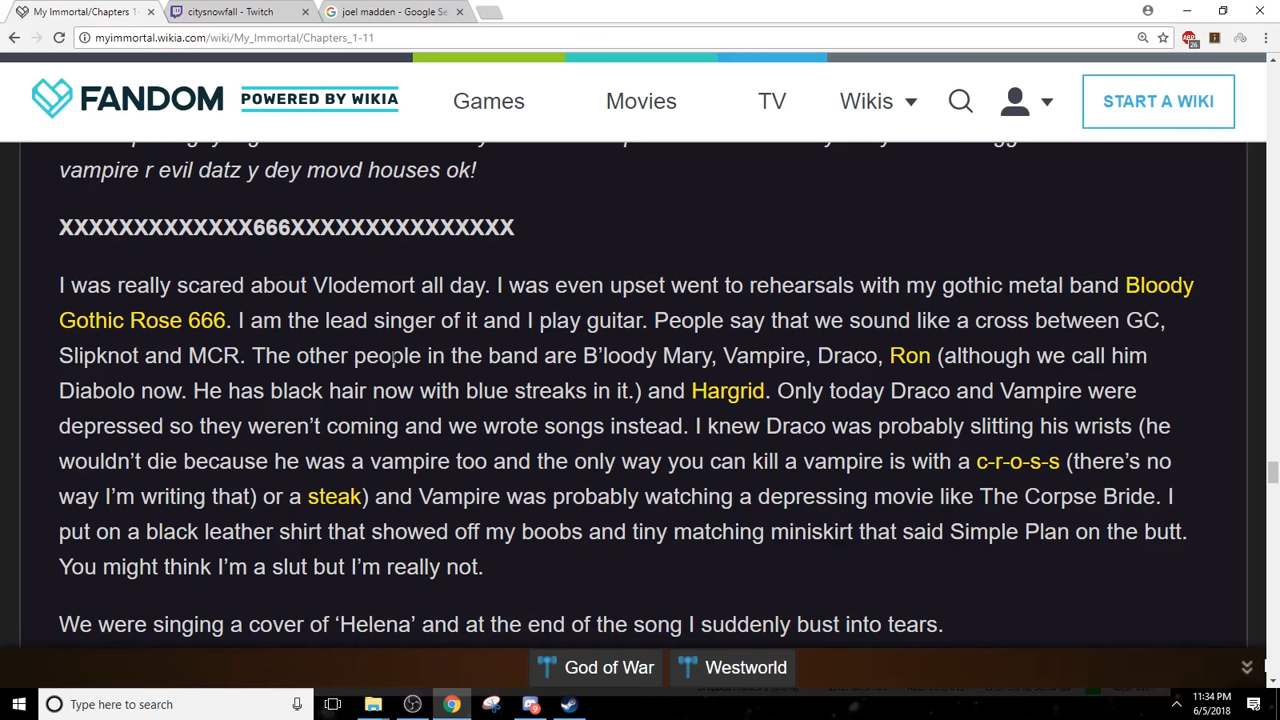 My Immortal/Chapters 1-
citysnowfall - Twitch
joel madden - Google Se
myimmortal.wikia.com/wiki/My_Immortal/Chapters_1-11
26
FANDOM POWERED BY WIKIA Games Movies TV Wikis START A WIKI
vampire r evil datz y dey movd houses ok!
XXXXXXXXXXXXX666XXXXXXXXXXXXXXX
I was really scared about Vlodemort all day. I was even upset went to rehearsals with my gothic metal band Bloody
Gothic Rose 666. I am the lead singer of it and I play guitar. People say that we sound like a cross between GC,
Slipknot and MCR. The other people in the band are B’loody Mary, Vampire, Draco, Ron (although we call him
Diabolo now. He has black hair now with blue streaks in it.) and Hargrid. Only today Draco and Vampire were
depressed so they weren’t coming and we wrote songs instead. I knew Draco was probably slitting his wrists (he
wouldn’t die because he was a vampire too and the only way you can kill a vampire is with a c-r-o-s-s (there’s no
way I’m writing that) or a steak) and Vampire was probably watching a depressing movie like The Corpse Bride. I
put on a black leather shirt that showed off my boobs and tiny matching miniskirt that said Simple Plan on the butt.
You might think I’m a slut but I’m really not.
We were singing a cover of ‘Helena’ and at the end of the song I suddenly bust into tears.
God of War Westworld
Type here to search
11:34 PM
6/5/2018